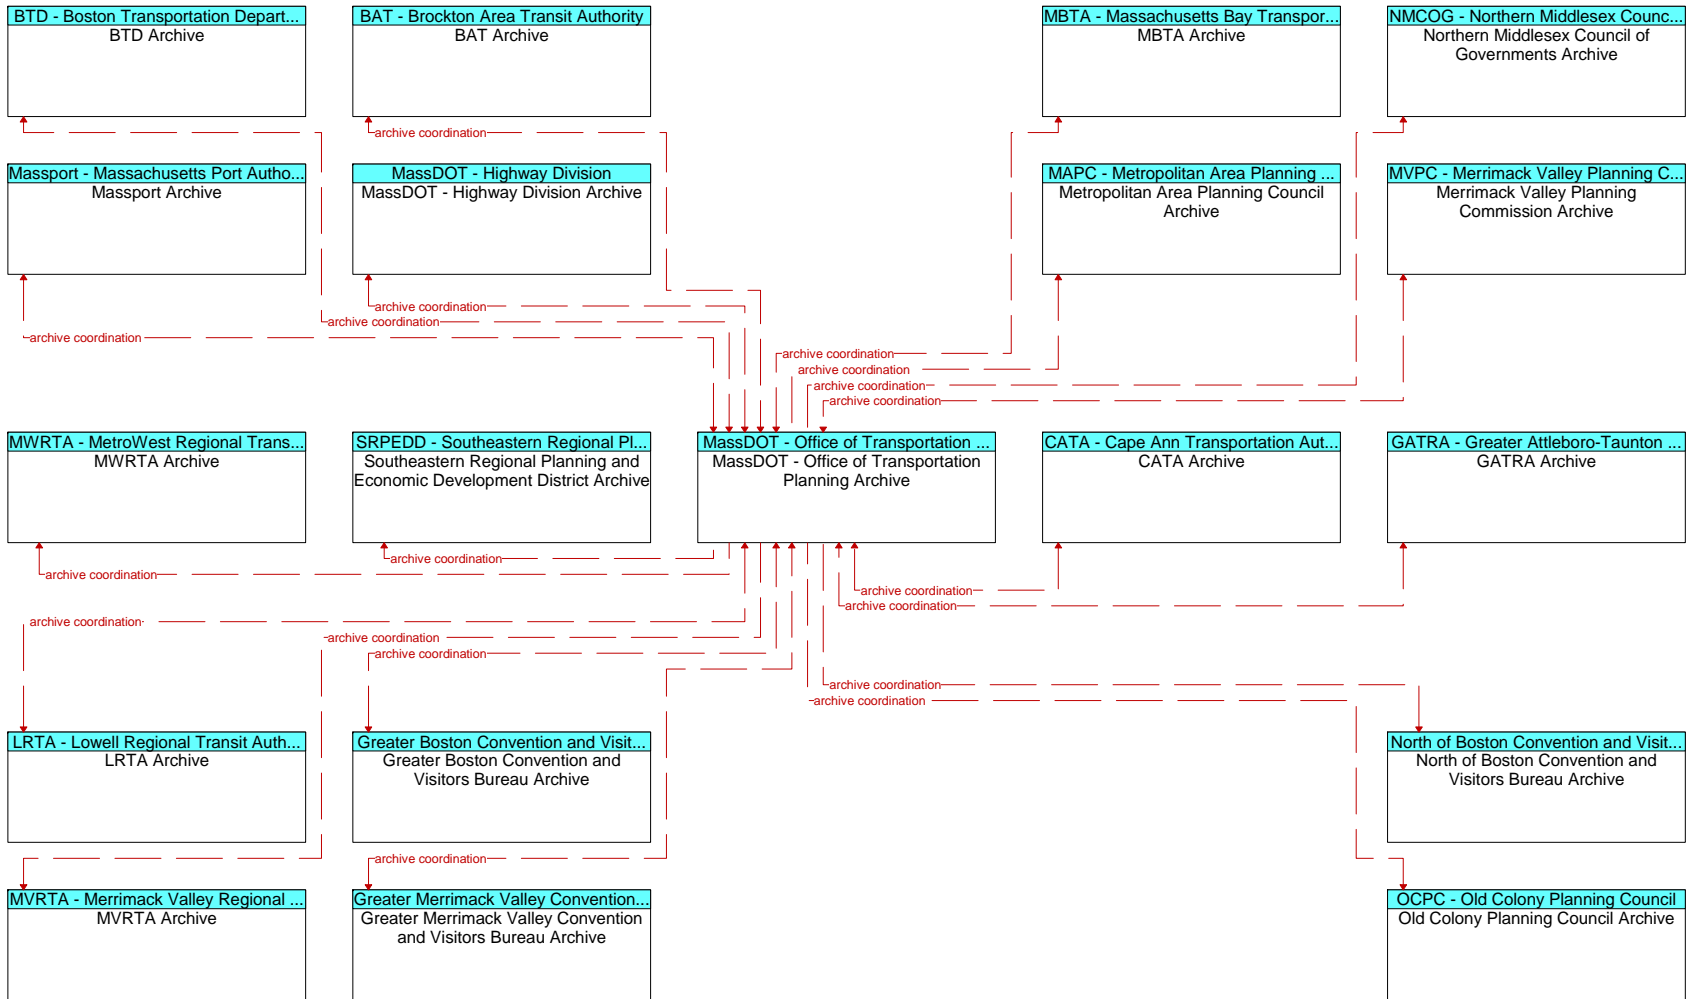 BTD - Boston Transportation Depart...
BTD Archive
BAT - Brockton Area Transit Authority
BAT Archive
MBTA - Massachusetts Bay Transpor...
MBTA Archive
NMCOG - Northern Middlesex Counc...
Northern Middlesex Council of
Governments Archive
archive coordination
Massport - Massachusetts Port Autho...
Massport Archive
MassDOT - Highway Division
MassDOT - Highway Division Archive
MAPC - Metropolitan Area Planning ...
Metropolitan Area Planning Council
Archive
MVPC - Merrimack Valley Planning C...
Merrimack Valley Planning
Commission Archive
archive coordination
archive coordination
archive coordination
archive coordination
archive coordination
archive coordination
archive coordination
MWRTA - MetroWest Regional Trans...
MWRTA Archive
SRPEDD - Southeastern Regional Pl...
Southeastern Regional Planning and
Economic Development District Archive
MassDOT - Office of Transportation ...
MassDOT - Office of Transportation
Planning Archive
CATA - Cape Ann Transportation Aut...
CATA Archive
GATRA - Greater Attleboro-Taunton ...
GATRA Archive
archive coordination
archive coordination
archive coordination
archive coordination
archive coordination
archive coordination
archive coordination
archive coordination
archive coordination
LRTA - Lowell Regional Transit Auth...
LRTA Archive
Greater Boston Convention and Visit...
Greater Boston Convention and
Visitors Bureau Archive
North of Boston Convention and Visit...
North of Boston Convention and
Visitors Bureau Archive
archive coordination
MVRTA - Merrimack Valley Regional ...
MVRTA Archive
Greater Merrimack Valley Convention...
Greater Merrimack Valley Convention
and Visitors Bureau Archive
OCPC - Old Colony Planning Council
Old Colony Planning Council Archive